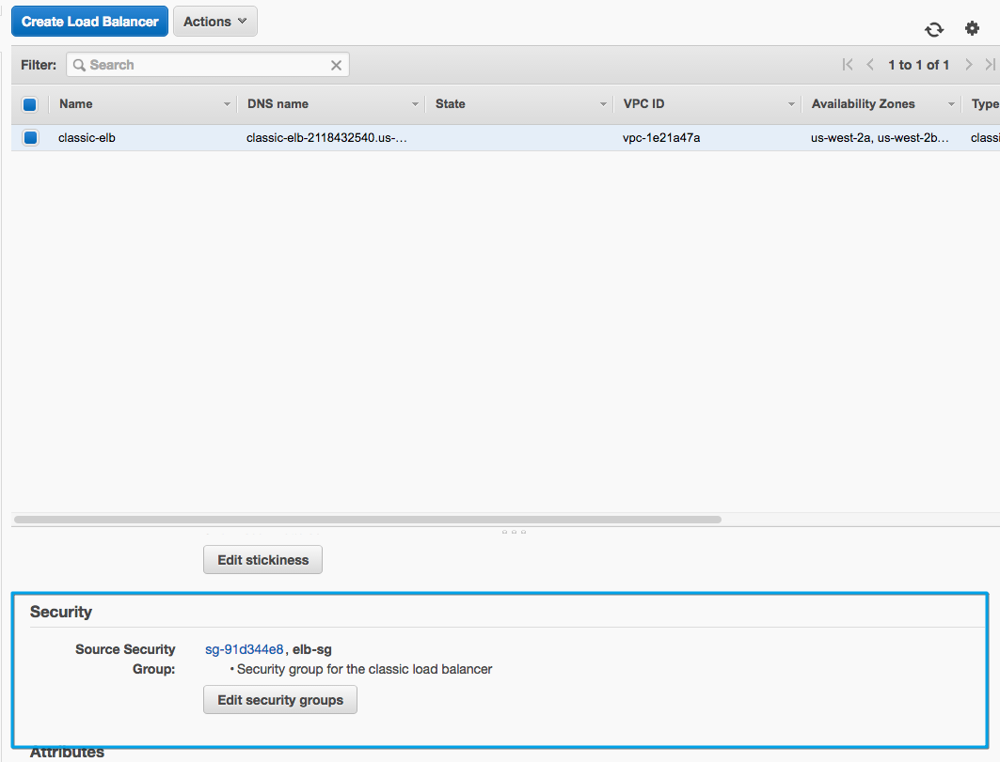 Create Load Balancer Actions
Filter: Search 1 to 1 of 1
Name DNS name State VPC ID Availability Zones Type
classic-elb classic-elb-2118432540.us-... vpc-1e21a47a us-west-2a, us-west-2b... classi
Edit stickiness
Security
Source Security sg-91d344e8, elb-sg
Group: • Security group for the classic load balancer
Edit security groups
Attributes